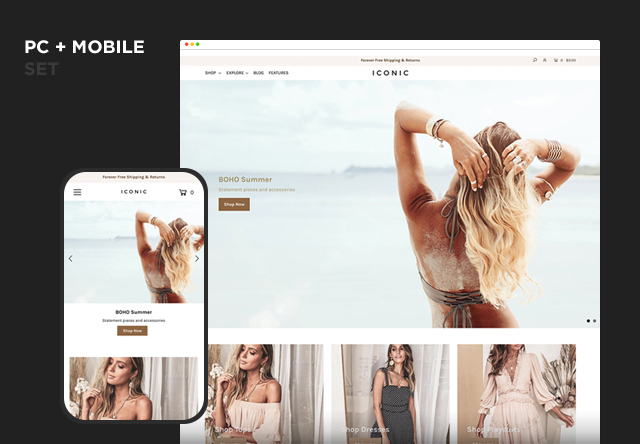 PC + MOBILE
SET
Forever Free Shipping & Returns
0 $0.00
SHOP EXPLORE BLOG FEATURES
ICONIC
BOHO Summer
Statement pieces and accessories
Shop Now
Forever Free Shipping & Returns
ICONIC
0
BOHO Summer
Statement pieces and accessories
Shop Now
Shop Tops
Shop Dresses
Shop Playsuits